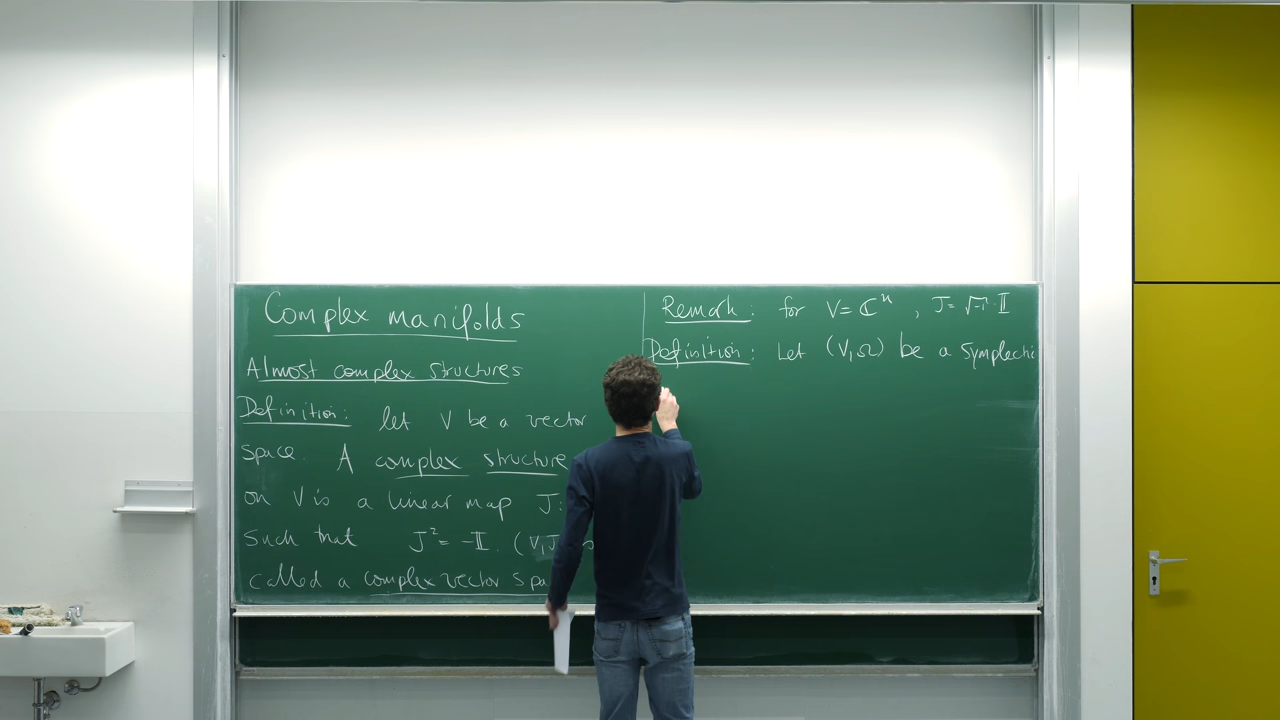 Complex manifolds
Almost complex structures
Definition: let V be a vector
space. A complex structure
on V is a linear map J:
such that J² = -𝕀. (V,J)
called a complex vector spa
Remark: for V = ℂⁿ, J = √-1·𝕀
Definition: Let (V,Ω) be a symplecti